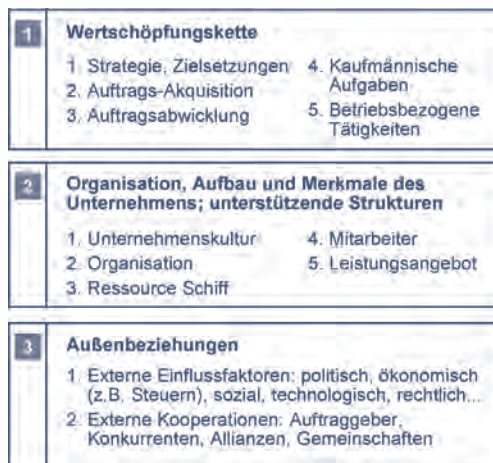 1 Wertschöpfungskette
1. Strategie, Zielsetzungen
2. Auftrags-Akquisition
3. Auftragsabwicklung
4. Kaufmännische
Aufgaben
5. Betriebsbezogene
Tätigkeiten
2 Organisation, Aufbau und Merkmale des
Unternehmens; unterstützende Strukturen
1. Unternehmenskultur
2. Organisation
3. Ressource Schiff
4. Mitarbeiter
5. Leistungsangebot
3 Außenbeziehungen
1. Externe Einflussfaktoren: politisch, ökonomisch
(z.B. Steuern), sozial, technologisch, rechtlich...
2. Externe Kooperationen: Auftraggeber,
Konkurrenten, Allianzen, Gemeinschaften